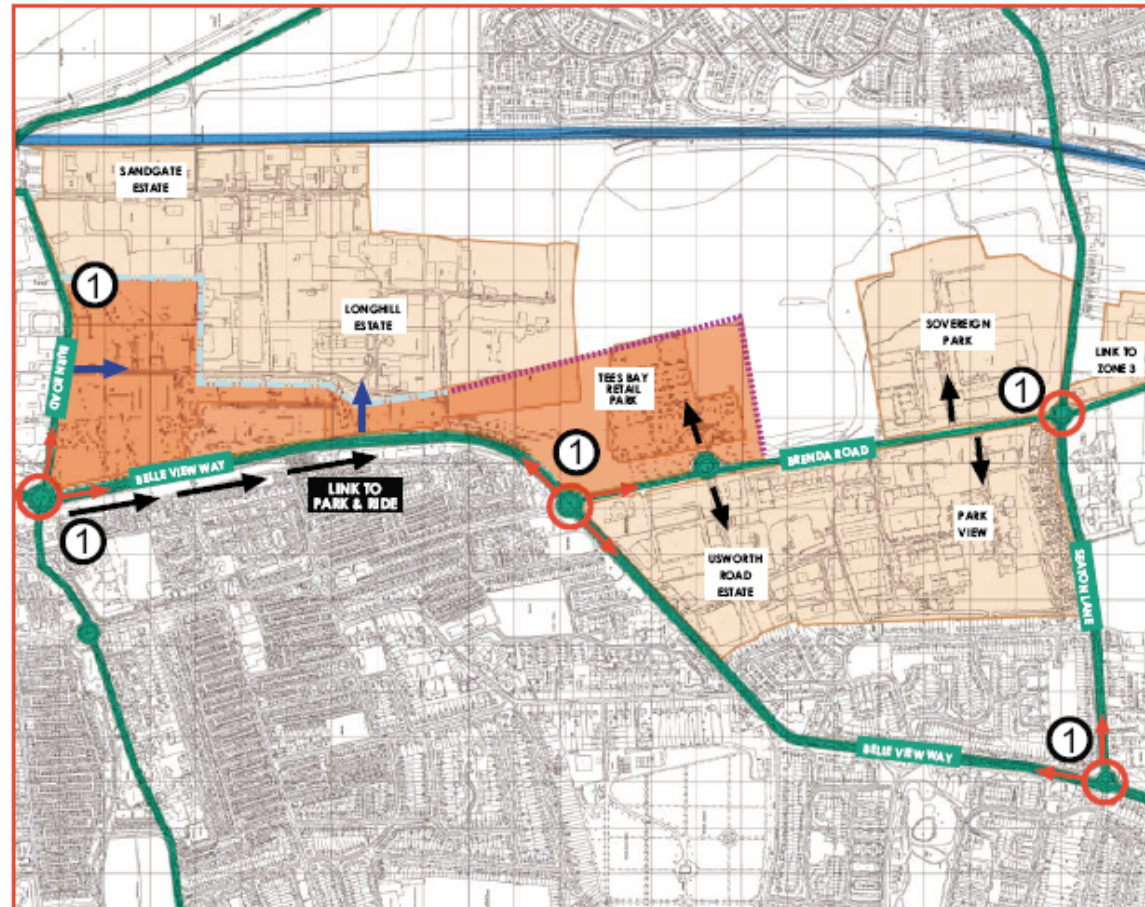 SANDGATE
ESTATE
1
BURN ROAD
LONGHILL
ESTATE
SOVEREIGN
PARK
LINK TO
ZONE 3
TEES BAY
RETAIL
PARK
1
1
BRENDA ROAD
BELLE VIEW WAY
LINK TO
PARK & RIDE
1
USWORTH
ROAD
ESTATE
PARK
VIEW
SEATON LANE
1
BELLE VIEW WAY